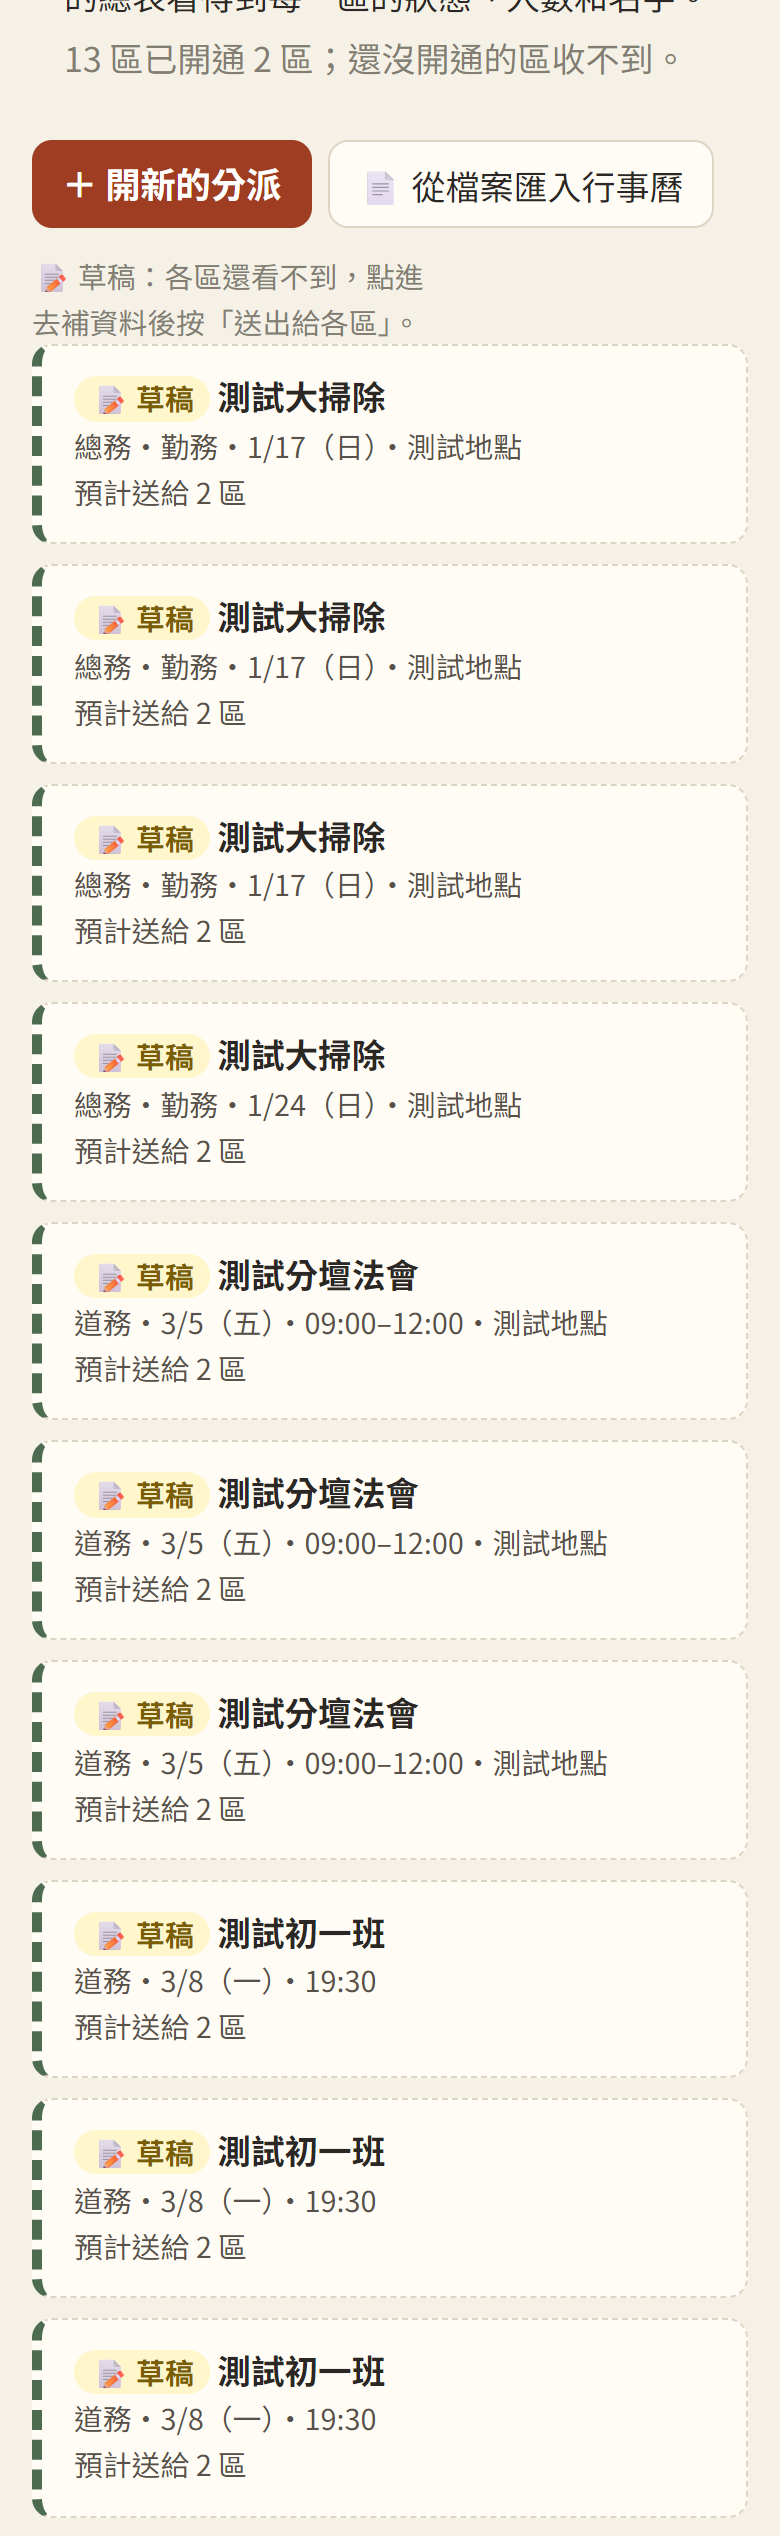 13 區已開通 2 區；還沒開通的區收不到。
＋ 開新的分派
從檔案匯入行事曆
草稿：各區還看不到，點進
去補資料後按「送出給各區」。
草稿 測試大掃除
總務・勤務・1/17（日）・測試地點
預計送給 2 區
草稿 測試大掃除
總務・勤務・1/17（日）・測試地點
預計送給 2 區
草稿 測試大掃除
總務・勤務・1/17（日）・測試地點
預計送給 2 區
草稿 測試大掃除
總務・勤務・1/24（日）・測試地點
預計送給 2 區
草稿 測試分壇法會
道務・3/5（五）・09:00–12:00・測試地點
預計送給 2 區
草稿 測試分壇法會
道務・3/5（五）・09:00–12:00・測試地點
預計送給 2 區
草稿 測試分壇法會
道務・3/5（五）・09:00–12:00・測試地點
預計送給 2 區
草稿 測試初一班
道務・3/8（一）・19:30
預計送給 2 區
草稿 測試初一班
道務・3/8（一）・19:30
預計送給 2 區
草稿 測試初一班
道務・3/8（一）・19:30
預計送給 2 區